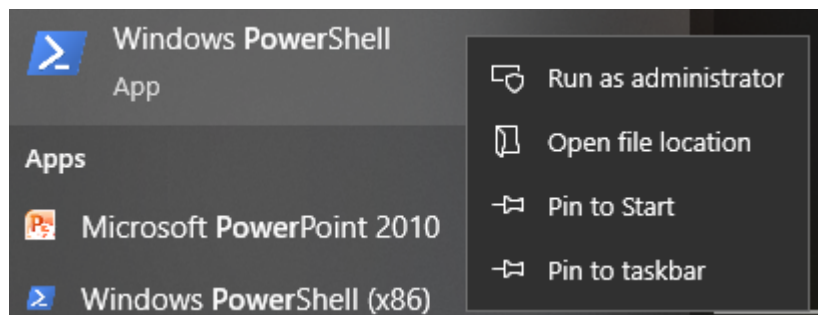 Windows PowerShell
App
Apps
Microsoft PowerPoint 2010
Windows PowerShell (x86)
Run as administrator
Open file location
Pin to Start
Pin to taskbar